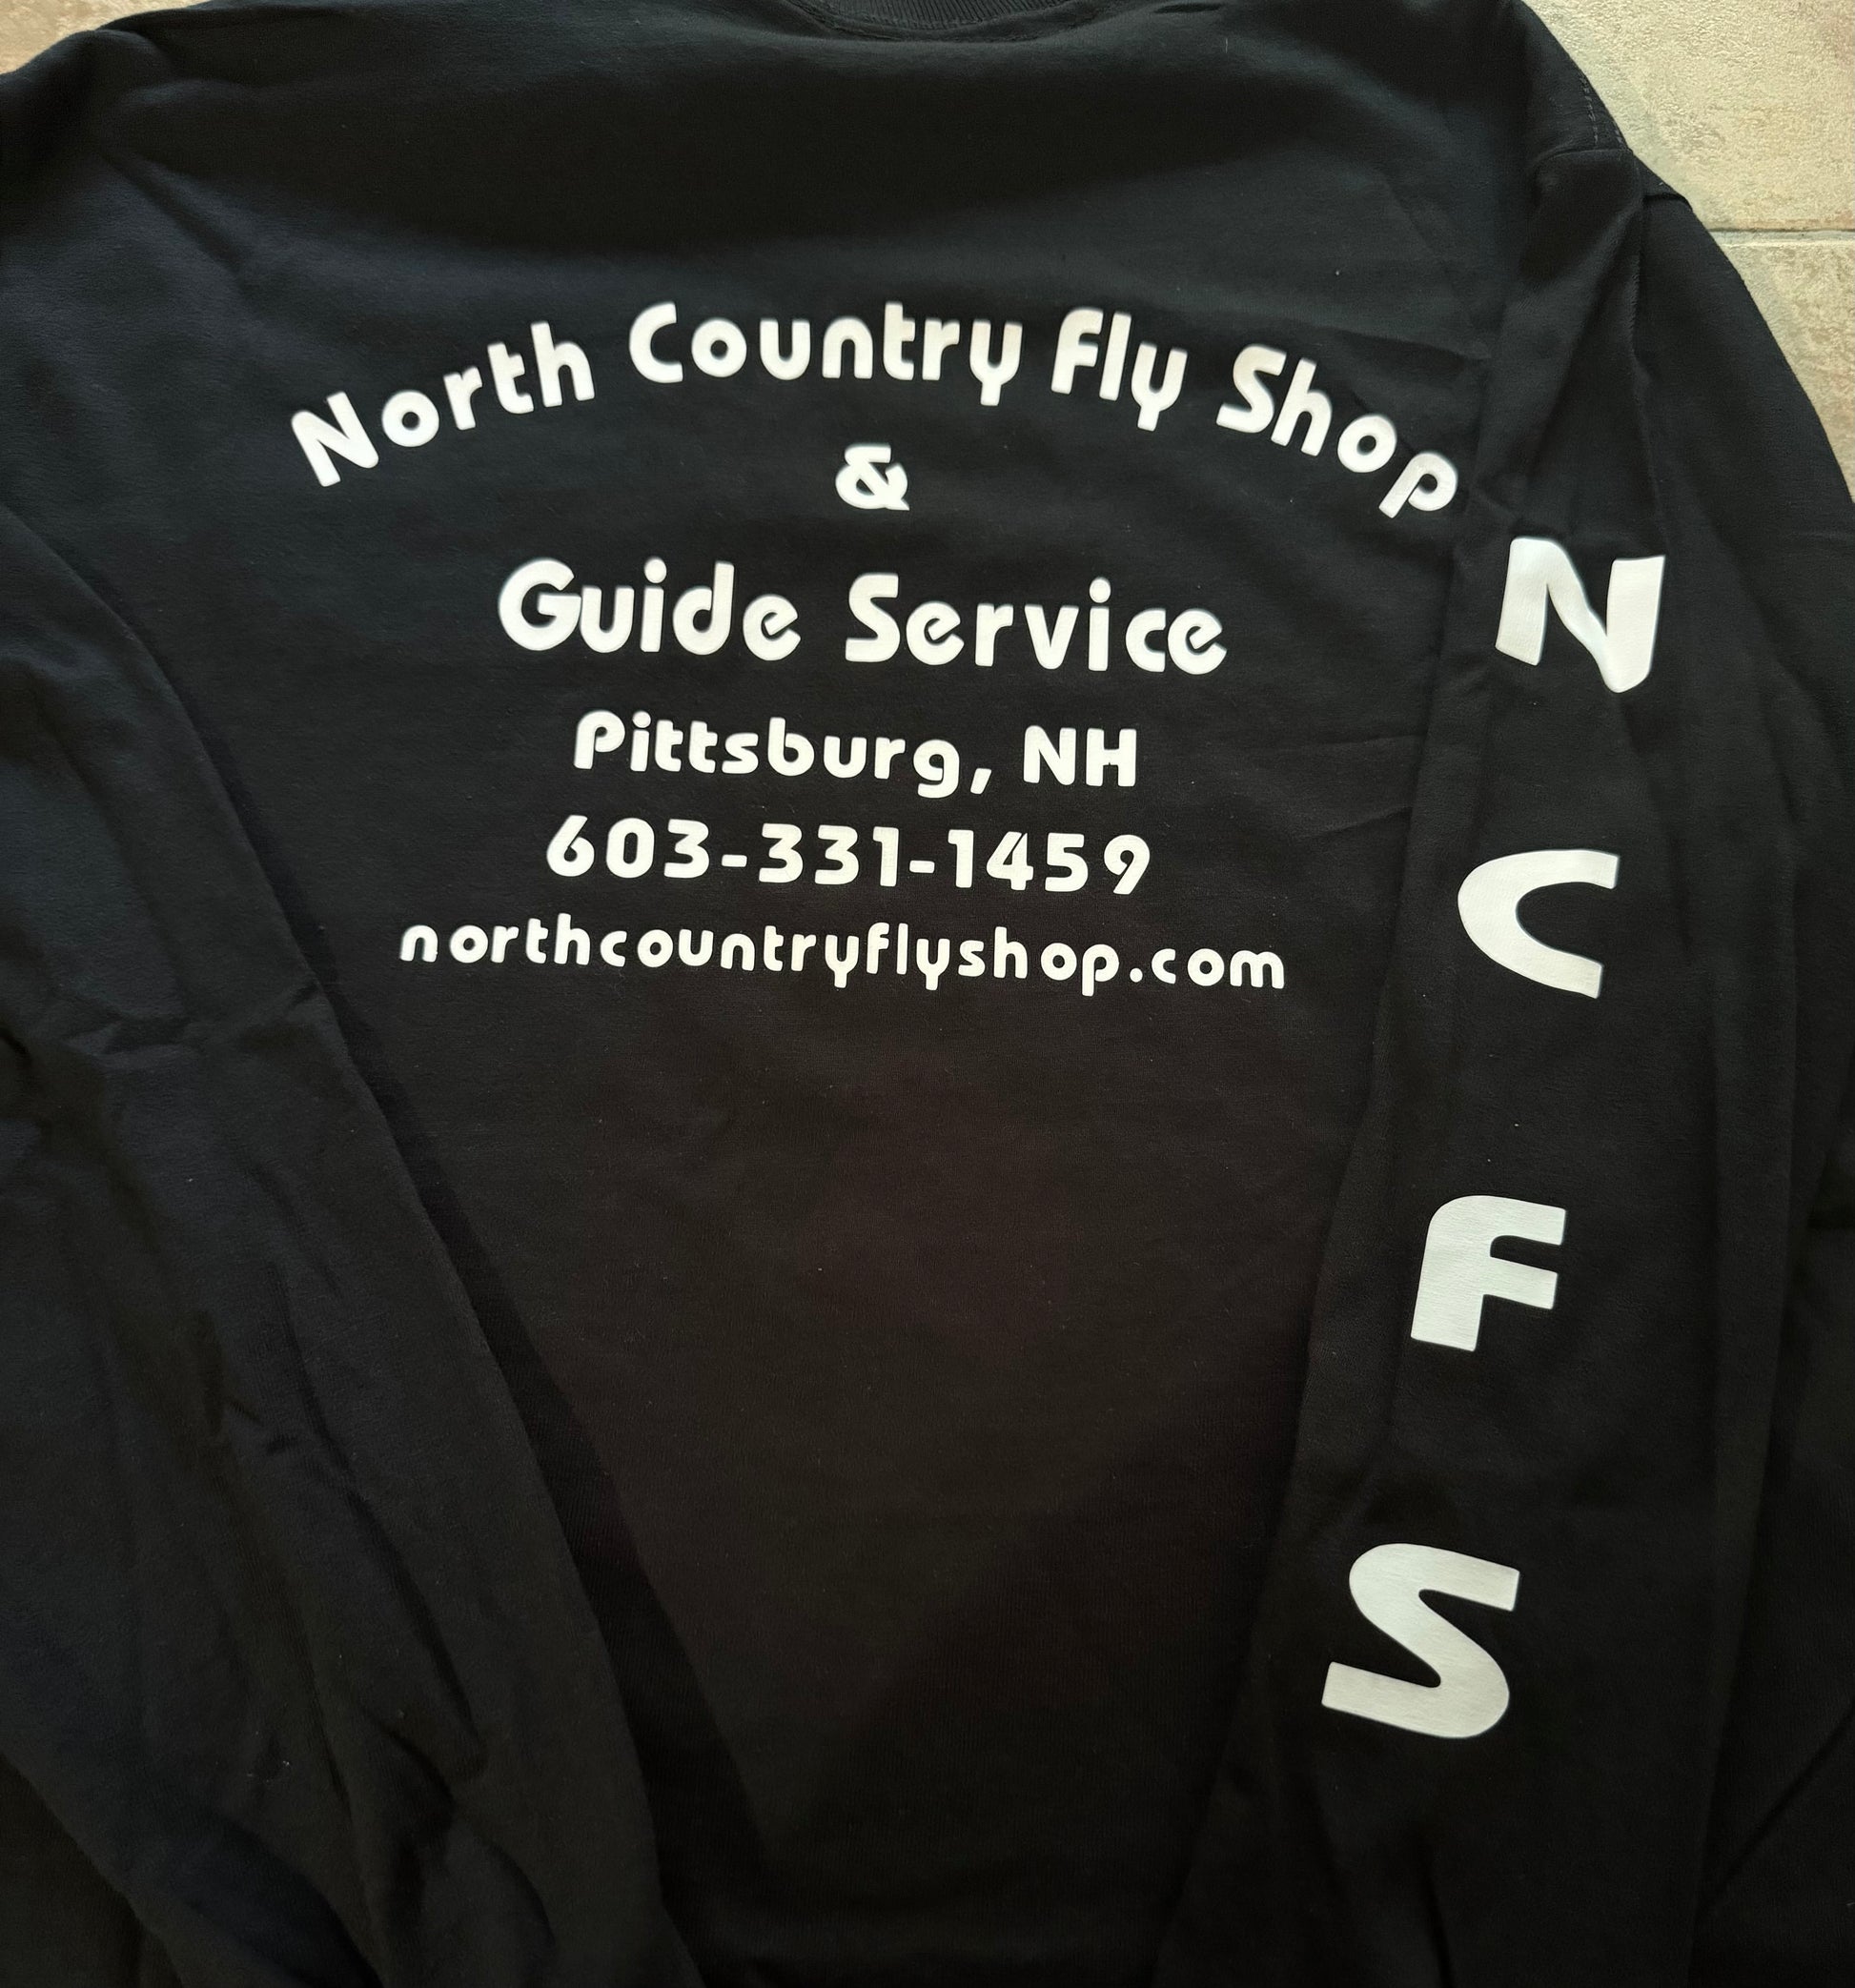 North Country Fly Shop
&
Guide Service
Pittsburg, NH
603-331-1459
northcountryflyshop.com
N
C
F
S